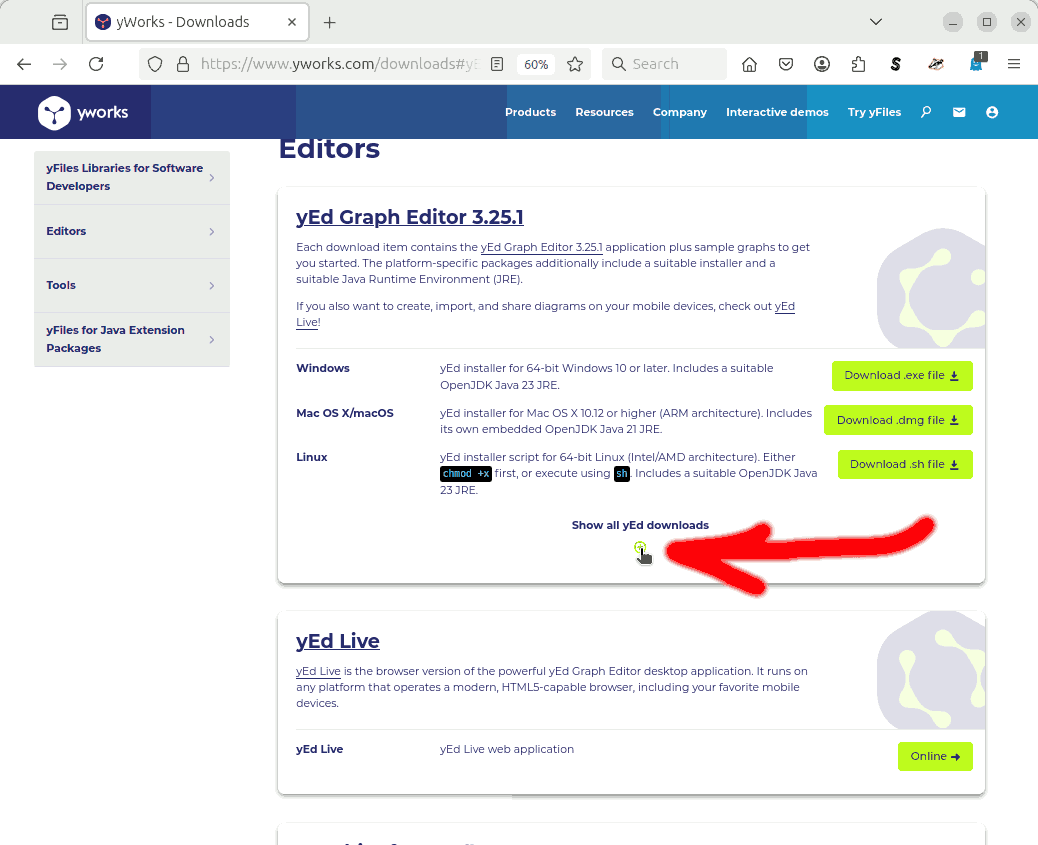 yWorks - Downloads
https://www.yworks.com/downloads#yE
60%
Search
1
yworks
Products
Resources
Company
Interactive demos
Try yFiles
Editors
yFiles Libraries for Software
Developers
Editors
Tools
yFiles for Java Extension
Packages
yEd Graph Editor 3.25.1
Each download item contains the yEd Graph Editor 3.25.1 application plus sample graphs to get
you started. The platform-specific packages additionally include a suitable installer and a
suitable Java Runtime Environment (JRE).
If you also want to create, import, and share diagrams on your mobile devices, check out yEd
Live!
Windows
yEd installer for 64-bit Windows 10 or later. Includes a suitable
OpenJDK Java 23 JRE.
Download .exe file
Mac OS X/macOS
yEd installer for Mac OS X 10.12 or higher (ARM architecture). Includes
its own embedded OpenJDK Java 21 JRE.
Download .dmg file
Linux
yEd installer script for 64-bit Linux (Intel/AMD architecture). Either
chmod +x first, or execute using sh. Includes a suitable OpenJDK Java
23 JRE.
Download .sh file
Show all yEd downloads
yEd Live
yEd Live is the browser version of the powerful yEd Graph Editor desktop application. It runs on
any platform that operates a modern, HTML5-capable browser, including your favorite mobile
devices.
yEd Live
yEd Live web application
Online